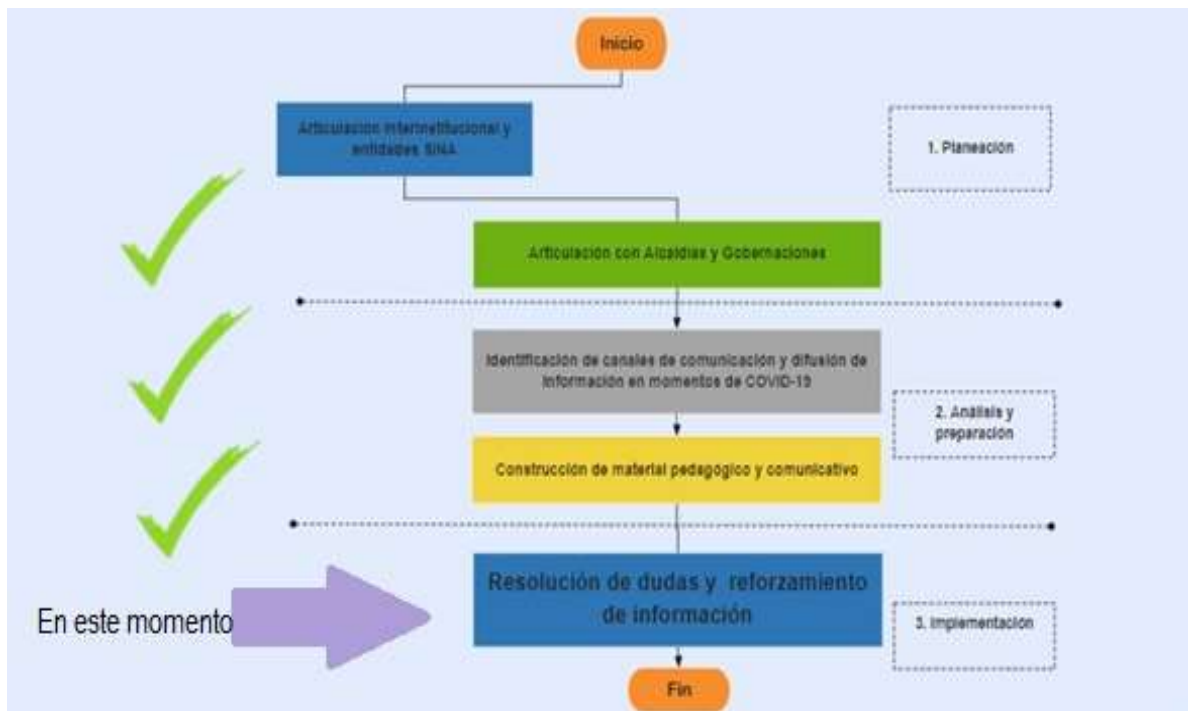 Inicio
Articulación interinstitucional y
entidades SINA
1. Planeación
Articulación con Alcaldías y Gobernaciones
Identificación de canales de comunicación y difusión de
información en momentos de COVID-19
2. Análisis y
preparación
Construcción de material pedagógico y comunicativo
Resolución de dudas y reforzamiento
de información
En este momento
3. Implementación
Fin